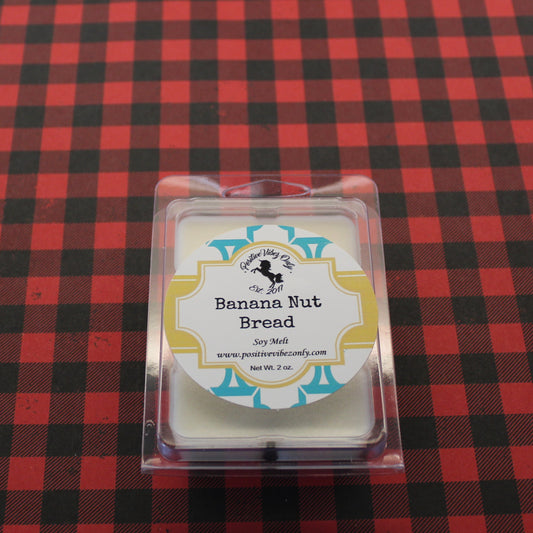 Positive Vibez Only
Est. 2017
Banana Nut
Bread
Soy Melt
www.positivevibezonly.com
Net Wt. 2 oz.